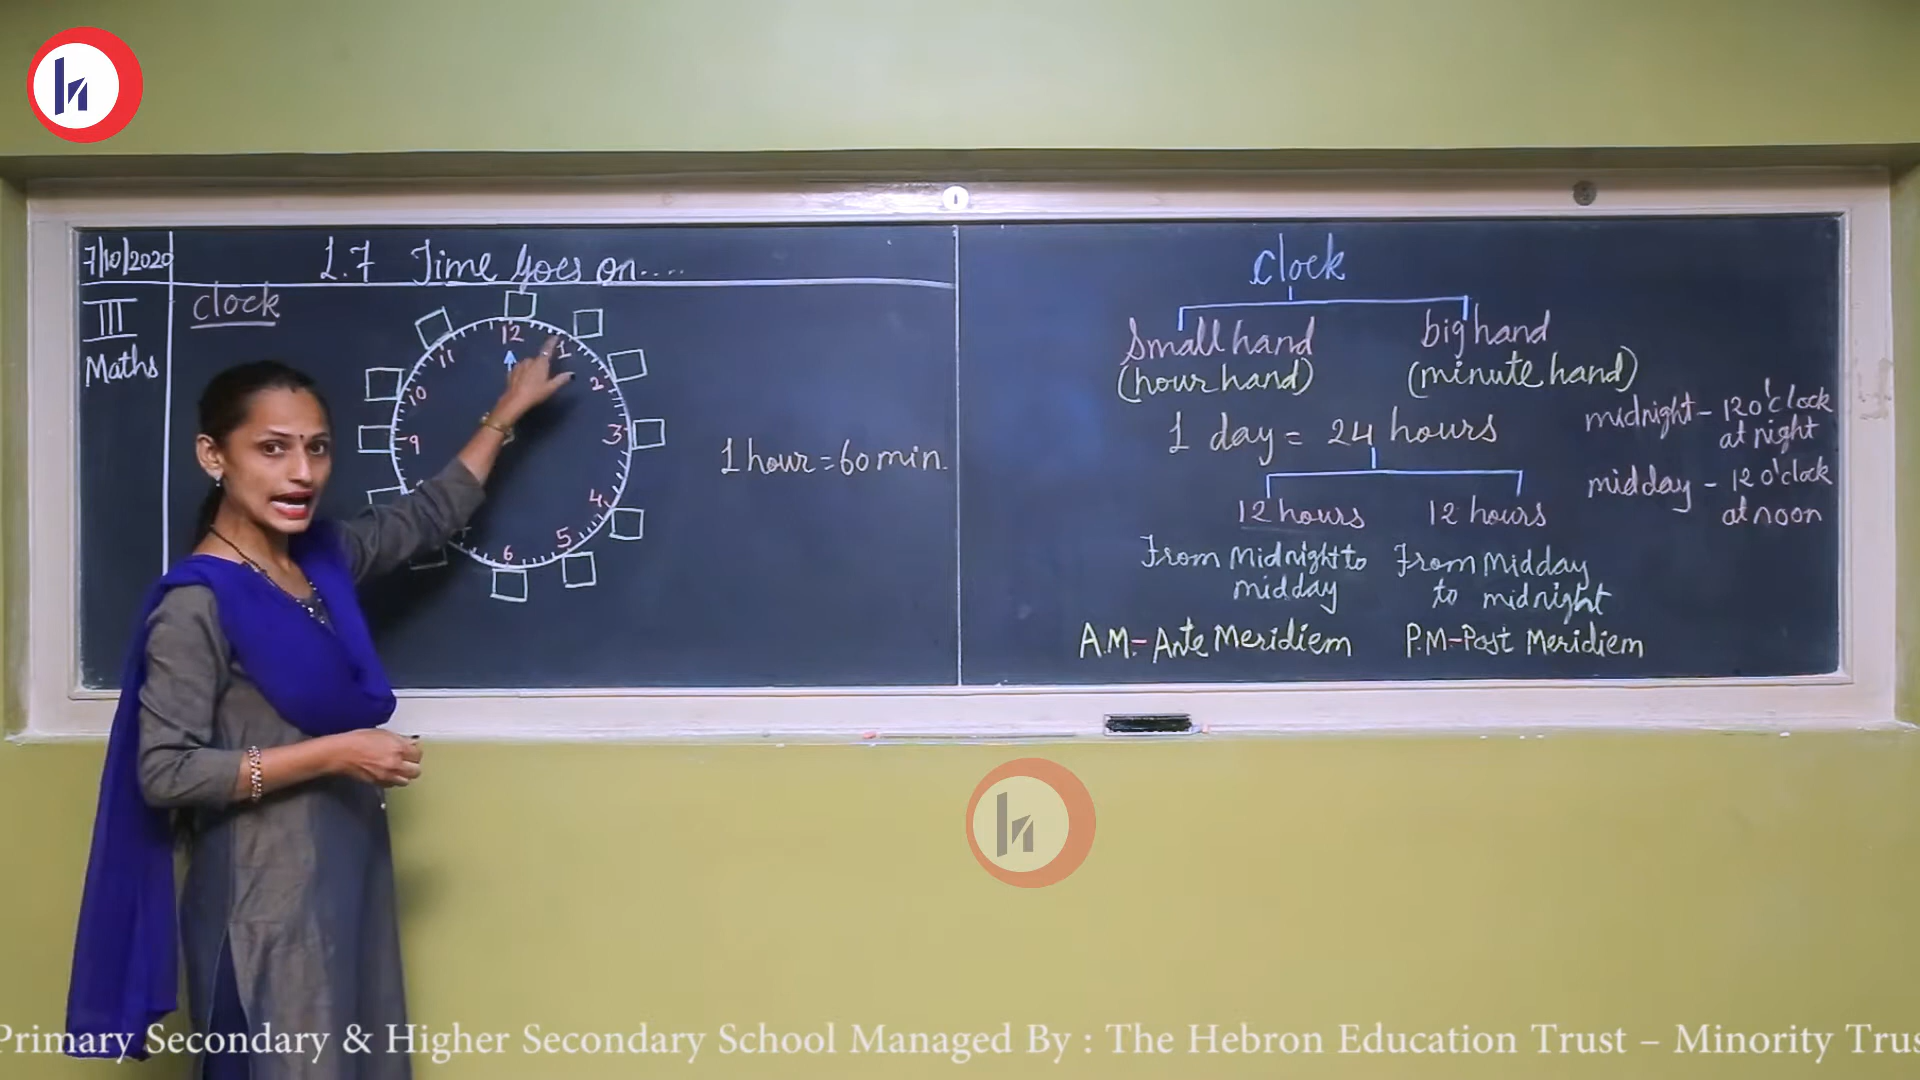 7/10/2020
L.7 Time Goes on....
III
Maths
clock
12
1
2
3
4
5
6
9
10
11
1 hour = 60 min.
clock
Small hand
(hour hand)
big hand
(minute hand)
1 day = 24 hours
12 hours
From Midnight to
midday
A.M. - Ante Meridiem
12 hours
From Midday
to midnight
P.M - Post Meridiem
midnight - 12 o'clock
at night
midday - 12 o'clock
at noon
Primary Secondary & Higher Secondary School Managed By : The Hebron Education Trust – Minority Trus